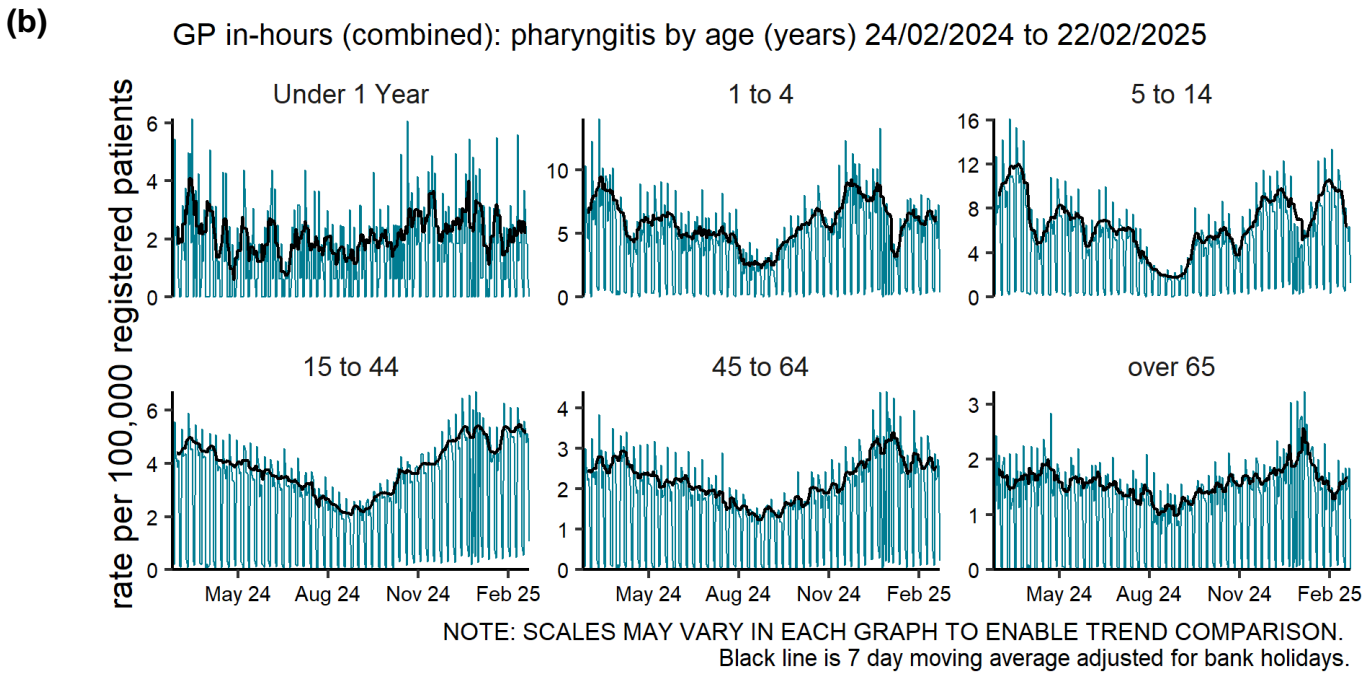 (b)
GP in-hours (combined): pharyngitis by age (years) 24/02/2024 to 22/02/2025
rate per 100,000 registered patients
Under 1 Year
6
4
2
0
1 to 4
10
5
0
5 to 14
16
12
8
4
0
15 to 44
6
4
2
0
May 24 Aug 24 Nov 24 Feb 25
45 to 64
4
3
2
1
0
May 24 Aug 24 Nov 24 Feb 25
over 65
3
2
1
0
May 24 Aug 24 Nov 24 Feb 25
NOTE: SCALES MAY VARY IN EACH GRAPH TO ENABLE TREND COMPARISON.
Black line is 7 day moving average adjusted for bank holidays.